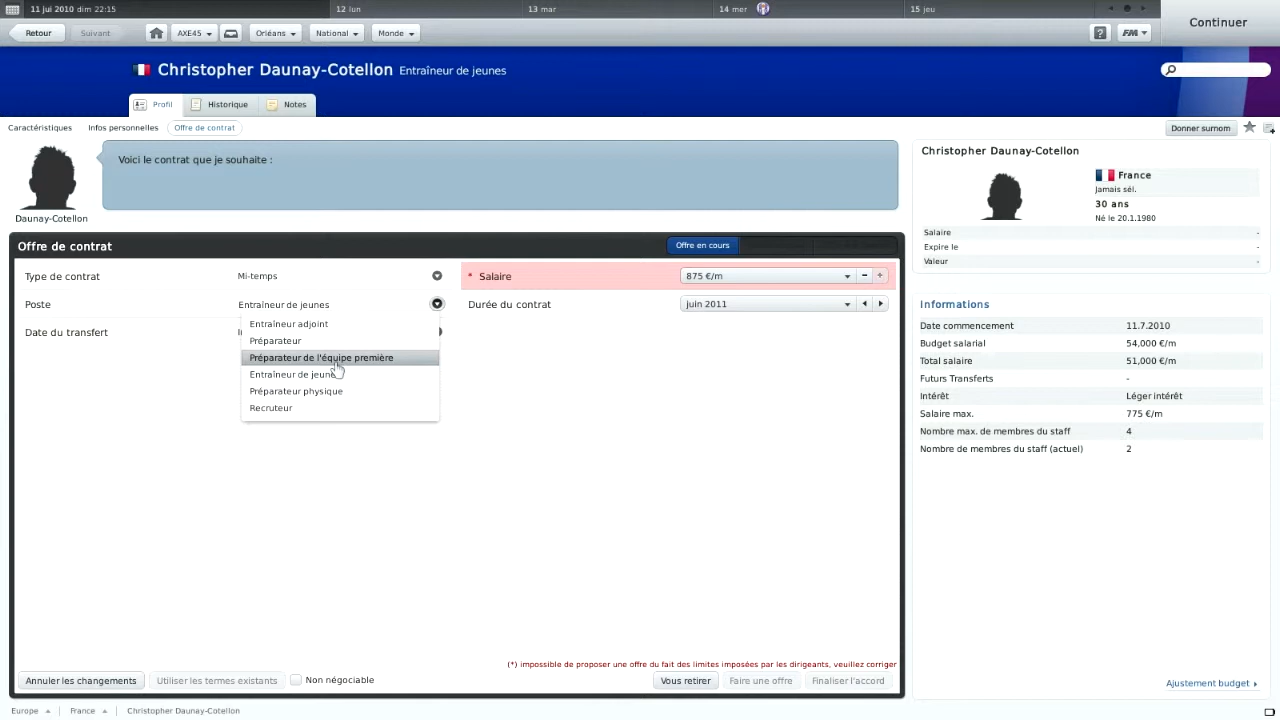 11 jul 2010 dim 22:15
12 lun
13 mar
14 mer
15 jeu
Continuer
Retour
Suivant
AXE45
Orléans
National
Monde
?
FM
Christopher Daunay-Cotellon Entraîneur de jeunes
Profil
Historique
Notes
Caractéristiques
Infos personnelles
Offre de contrat
Donner surnom
Voici le contrat que je souhaite :
Daunay-Cotellon
Christopher Daunay-Cotellon
France
Jamais sél.
30 ans
Né le 20.1.1980
Salaire -
Expire le -
Valeur -
Offre de contrat
Offre en cours
Type de contrat Mi-temps
* Salaire 875 €/m
Poste Entraîneur de jeunes
Durée du contrat juin 2011
Date du transfert
Entraîneur adjoint
Préparateur
Préparateur de l'équipe première
Entraîneur de jeunes
Préparateur physique
Recruteur
Informations
Date commencement 11.7.2010
Budget salarial 54,000 €/m
Total salaire 51,000 €/m
Futurs Transferts -
Intérêt Léger intérêt
Salaire max. 775 €/m
Nombre max. de membres du staff 4
Nombre de membres du staff (actuel) 2
(*) impossible de proposer une offre du fait des limites imposées par les dirigeants, veuillez corriger
Annuler les changements
Utiliser les termes existants
Non négociable
Vous retirer
Faire une offre
Finaliser l'accord
Ajustement budget
Europe
France
Christopher Daunay-Cotellon